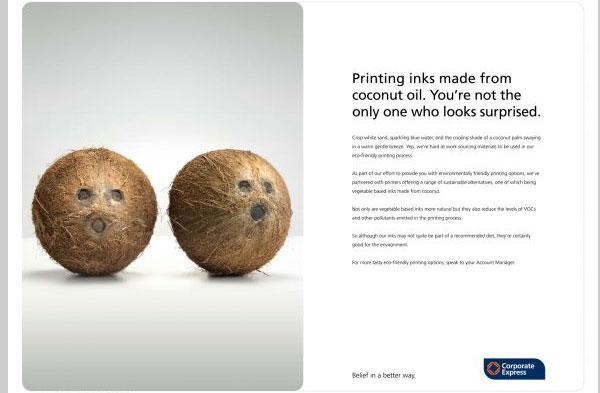 Printing inks made from
coconut oil. You're not the
only one who looks surprised.
Crisp white sand, sparkling blue water, and the cooling shade of a coconut palm swaying
in a warm gentle breeze. Yep, we're hard at work sourcing materials to be used in our
eco-friendly printing process.
As part of our effort to provide you with environmentally friendly printing options, we've
partnered with printers offering a range of sustainable alternatives, one of which being
vegetable based inks made from coconut.
Not only are vegetable based inks more natural but they also reduce the levels of VOCs
and other pollutants emitted in the printing process.
So although our inks may not quite be part of a recommended diet, they're certainly
good for the environment.
For more tasty eco-friendly printing options, speak to your Account Manager.
Belief in a better way.
Corporate
Express